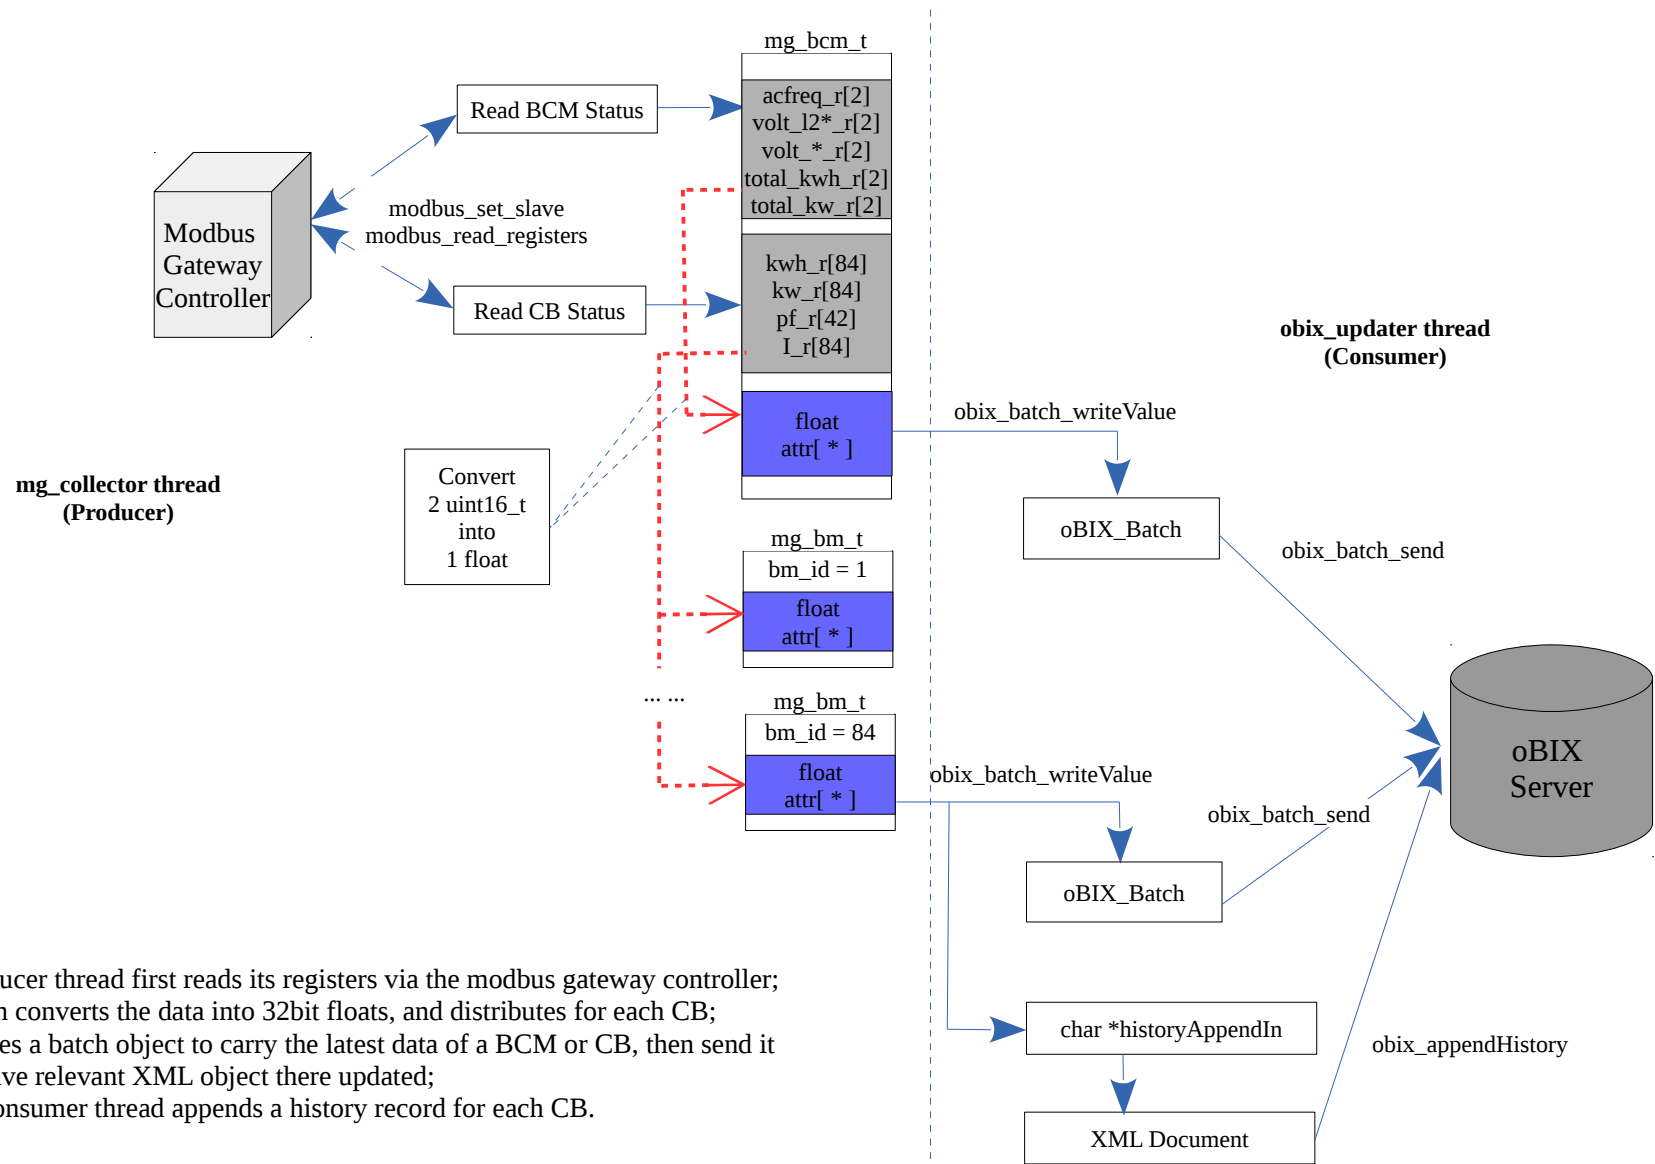 mg_bcm_t
acfreq_r[2]
volt_l2*_r[2]
volt_*_r[2]
total_kwh_r[2]
total_kw_r[2]
Read BCM Status
modbus_set_slave
modbus_read_registers
Modbus
Gateway
Controller
Read CB Status
kwh_r[84]
kw_r[84]
pf_r[42]
I_r[84]
float
attr[ * ]
mg_collector thread
(Producer)
Convert
2 uint16_t
into
1 float
mg_bm_t
bm_id = 1
float
attr[ * ]
... ...
mg_bm_t
bm_id = 84
float
attr[ * ]
obix_updater thread
(Consumer)
obix_batch_writeValue
oBIX_Batch
obix_batch_send
oBIX
Server
obix_batch_writeValue
obix_batch_send
oBIX_Batch
char *historyAppendIn
obix_appendHistory
XML Document
thread first reads its registers via the modbus gateway controller;
converts the data into 32bit floats, and distributes for each CB;
a batch object to carry the latest data of a BCM or CB, then send it
relevant XML object there updated;
thread appends a history record for each CB.